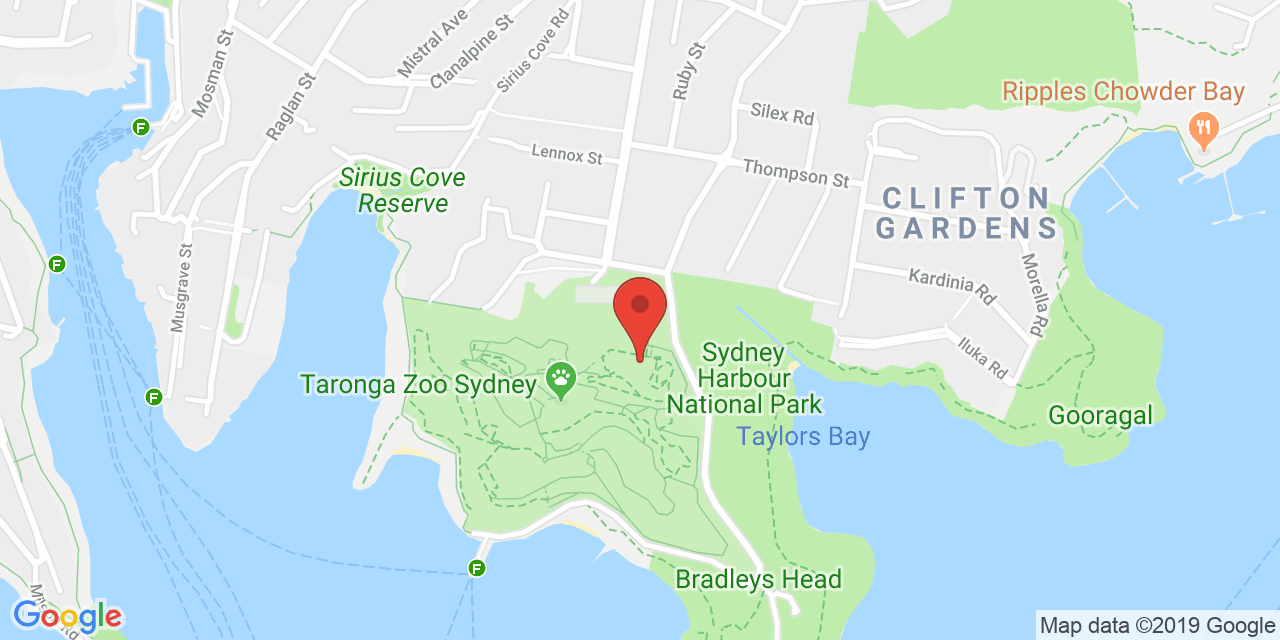 Mistral Ave
Clanalpine St
Sirius Cove Rd
Mosman St
Raglan St
Ruby St
Silex Rd
Ripples Chowder Bay
Lennox St
Thompson St
Sirius Cove
Reserve
CLIFTON
GARDENS
Musgrave St
Kardinia Rd
Morella Rd
Iluka Rd
Sydney
Harbour
National Park
Taronga Zoo Sydney
Gooragal
Taylors Bay
Bradleys Head
F
F
F
F
Google
Map data ©2019 Google